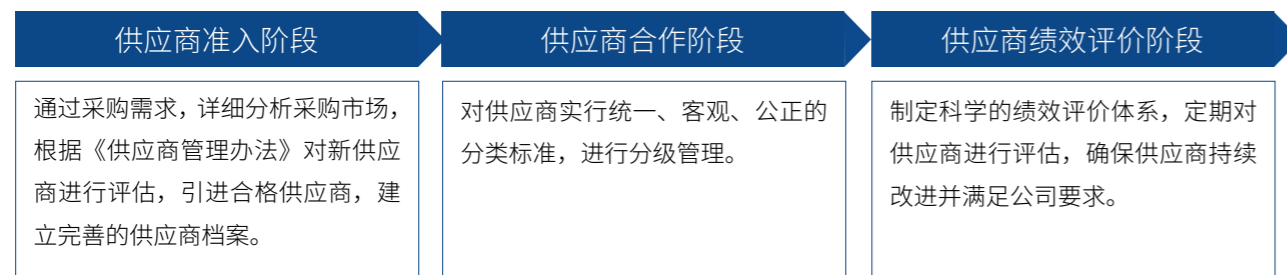 供应商准入阶段
通过采购需求，详细分析采购市场，
根据《供应商管理办法》对新供应
商进行评估，引进合格供应商，建
立完善的供应商档案。
供应商合作阶段
对供应商实行统一、客观、公正的
分类标准，进行分级管理。
供应商绩效评价阶段
制定科学的绩效评价体系，定期对
供应商进行评估，确保供应商持续
改进并满足公司要求。